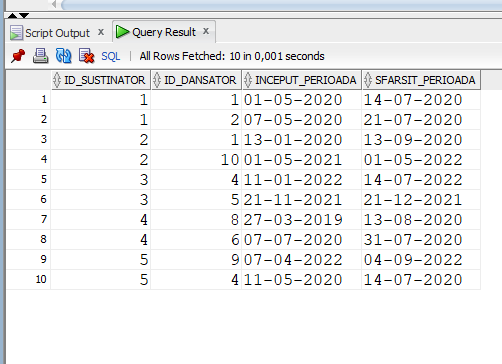 Script Output x Query Result x
SQL | All Rows Fetched: 10 in 0,001 seconds
ID_SUSTINATOR ID_DANSATOR INCEPUT_PERIOADA SFARSIT_PERIOADA
1 1 1 01-05-2020 14-07-2020
2 1 2 07-05-2020 21-07-2020
3 2 1 13-01-2020 13-09-2020
4 2 10 01-05-2021 01-05-2022
5 3 4 11-01-2022 14-07-2022
6 3 5 21-11-2021 21-12-2021
7 4 8 27-03-2019 13-08-2020
8 4 6 07-07-2020 31-07-2020
9 5 9 07-04-2022 04-09-2022
10 5 4 11-05-2020 14-07-2020